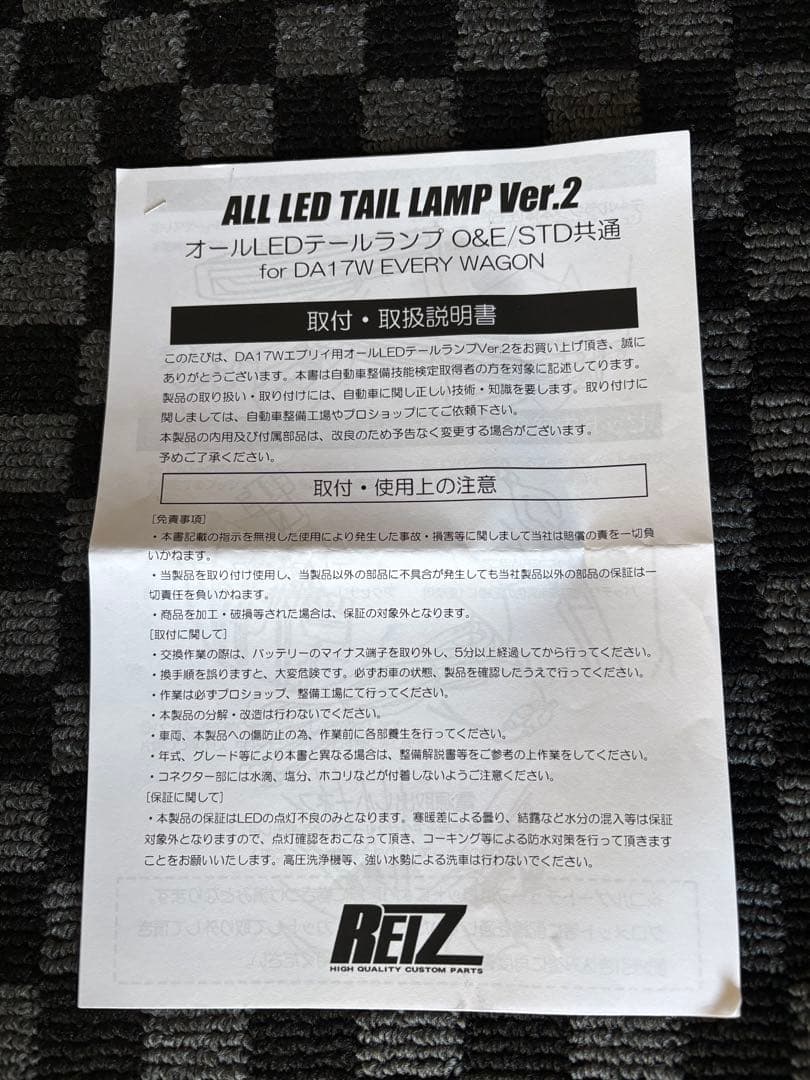 ALL LED TAIL LAMP Ver.2
オールLEDテールランプ O&E/STD共通
for DA17W EVERY WAGON
取付・取扱説明書
このたびは、DA17Wエブリイ用オールLEDテールランプVer.2をお買い上げ頂き、誠に
ありがとうございます。本書は自動車整備技能検定取得者の方を対象に記述してります。
製品の取り扱い・取り付けには、自動車に関し正しい技術・知識を要します。取り付けに
関しましては、自動車整備工場やプロショップにてご依頼下さい。
本製品の内用及び付属部品は、改良のため予告なく変更する場合がございます。
予めご了承ください。
取付・使用上の注意
[免責事項]
・本書記載の指示を無視した使用により発生した事故・損害等に関しまして当社は賠償の責を一切負
いかねます。
・当製品を取り付け使用し、当製品以外の部品に不具合が発生しても当社製品以外の部品の保証は一
切責任を負いかねます。
・商品を加工・破損等された場合は、保証の対象外となります。
[取付に関して]
・交換作業の際は、バッテリーのマイナス端子を取り外し、5分以上経過してから行ってください。
・換手順を誤りますと、大変危険です。必ずお車の状態、製品を確認したうえで行ってください。
・作業は必ずプロショップ、整備工場にて行ってください。
・本製品の分解・改造は行わないでください。
・車両、本製品への傷防止の為、作業前に各部養生を行ってください。
・年式、グレード等により本書と異なる場合は、整備解説書等をご参考の上作業をしてください。
・コネクター部には水滴、塩分、ホコリなどが付着しないようご注意ください。
[保証に関して]
・本製品の保証はLEDの点灯不良のみとなります。寒暖差による曇り、結露など水分の混入等は保証
対象外となりますので、点灯確認をおこなって頂き、コーキング等による防水対策を行って頂きます
ことをお願いいたします。高圧洗浄機等、強い水勢による洗車は行わないでください。
REIZ
HIGH QUALITY CUSTOM PARTS